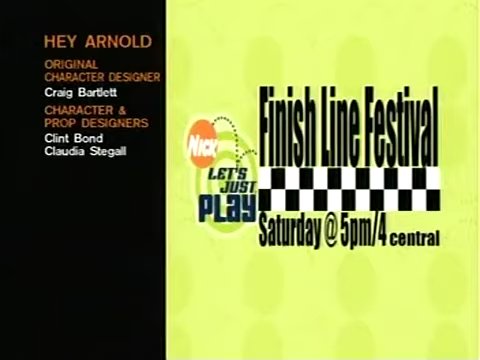 HEY ARNOLD
ORIGINAL
CHARACTER DESIGNER
Craig Bartlett
CHARACTER &
PROP DESIGNERS
Clint Bond
Claudia Stegall
NICK
LET'S
JUST
PLAY
Finish Line Festival
Saturday @ 5pm/4 central